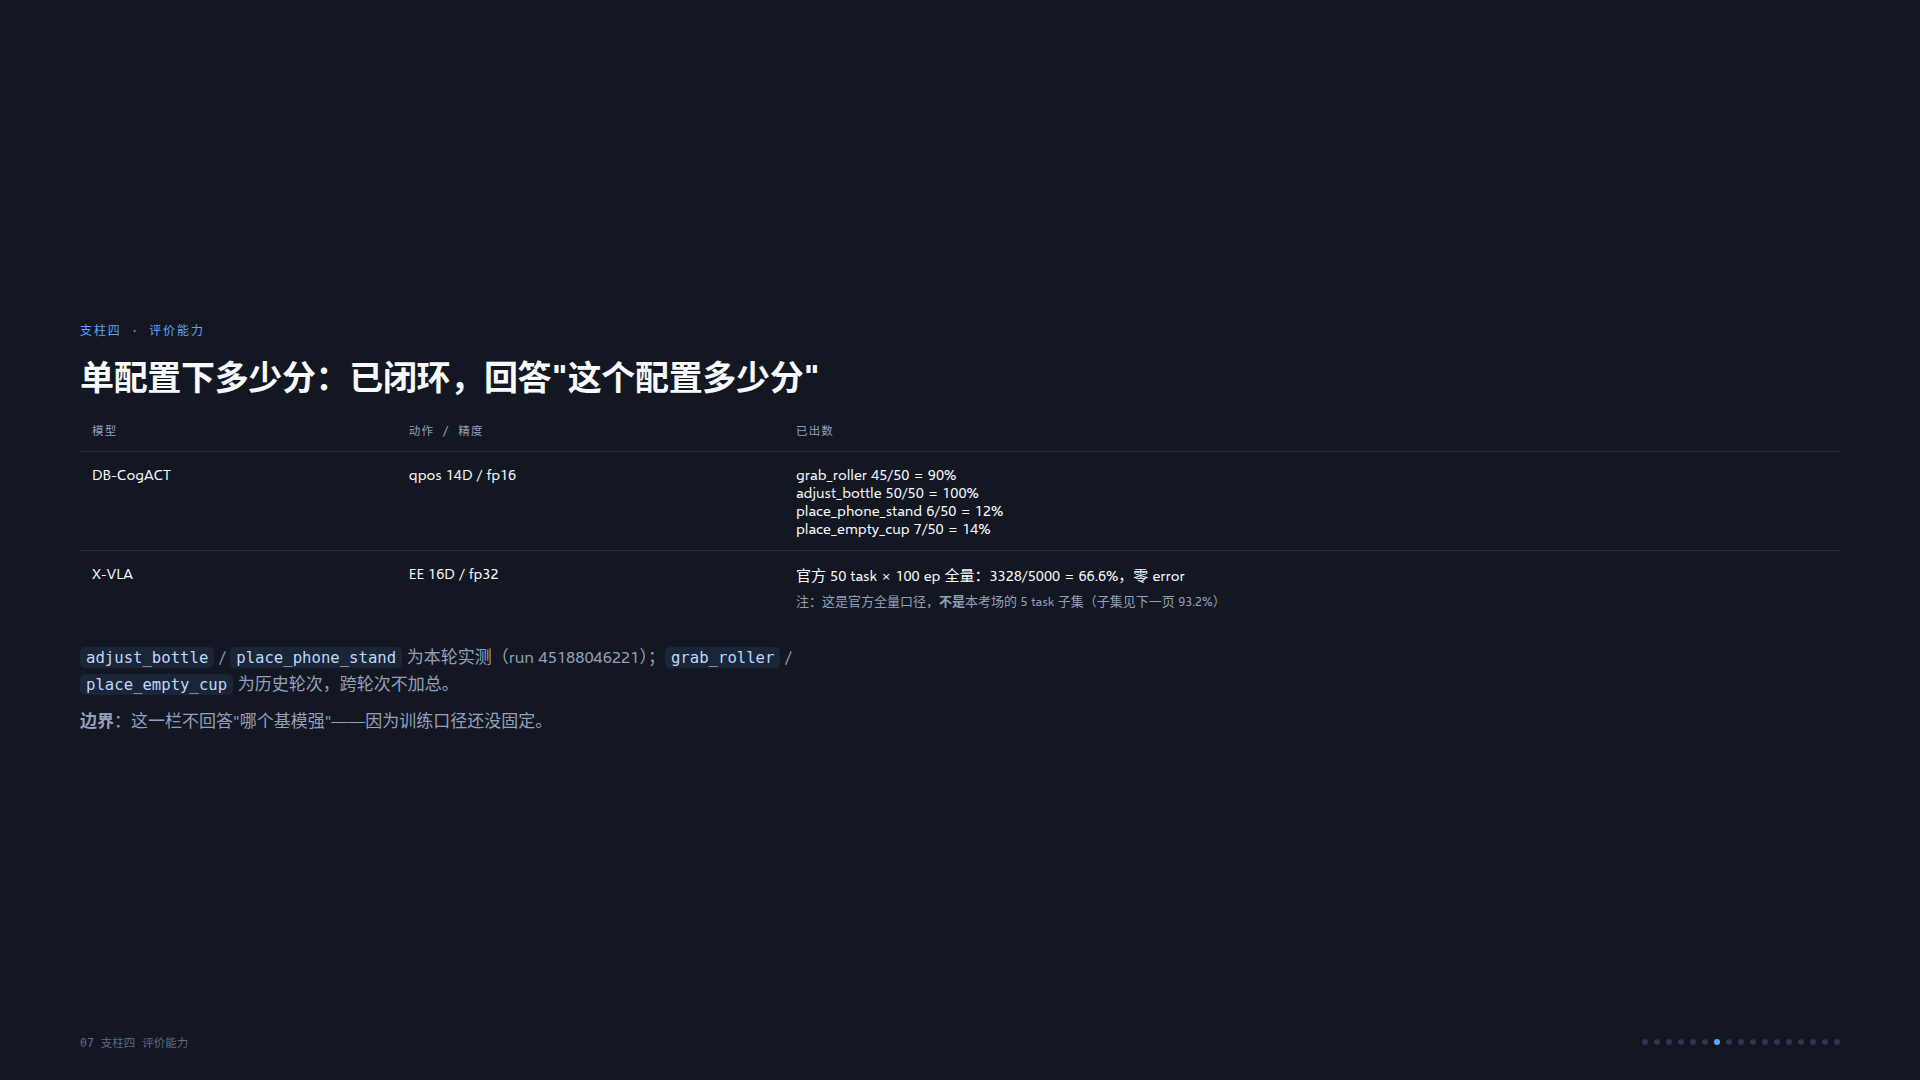 支柱四 · 评价能力
单配置下多少分：已闭环，回答"这个配置多少分"
模型 动作 / 精度 已出数
DB-CogACT qpos 14D / fp16 grab_roller 45/50 = 90%
adjust_bottle 50/50 = 100%
place_phone_stand 6/50 = 12%
place_empty_cup 7/50 = 14%
X-VLA EE 16D / fp32 官方 50 task × 100 ep 全量：3328/5000 = 66.6%，零 error
注：这是官方全量口径，不是本考场的 5 task 子集（子集见下一页 93.2%）
adjust_bottle / place_phone_stand 为本轮实测（run 45188046221）；grab_roller /
place_empty_cup 为历史轮次，跨轮次不加总。
边界：这一栏不回答"哪个基模强"——因为训练口径还没固定。
07 支柱四 评价能力